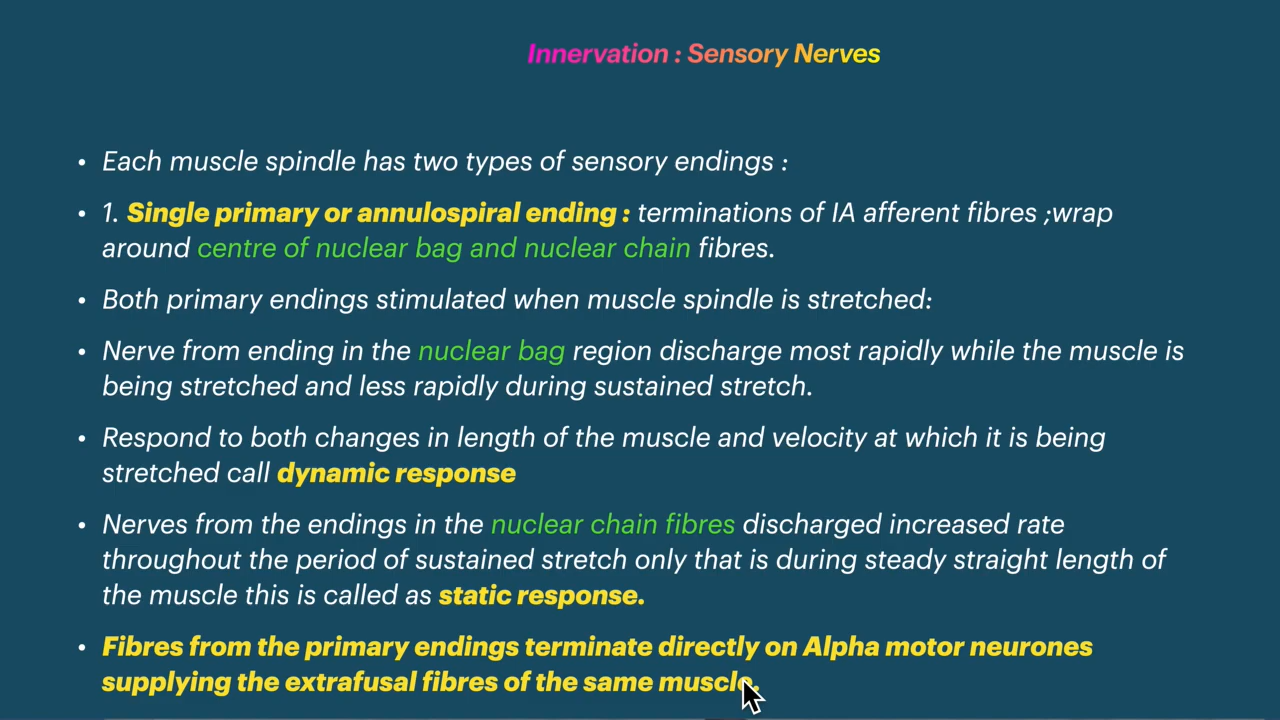 Innervation : Sensory Nerves
• Each muscle spindle has two types of sensory endings :
• 1. Single primary or annulospiral ending : terminations of IA afferent fibres ;wrap
around centre of nuclear bag and nuclear chain fibres.
• Both primary endings stimulated when muscle spindle is stretched:
• Nerve from ending in the nuclear bag region discharge most rapidly while the muscle is
being stretched and less rapidly during sustained stretch.
• Respond to both changes in length of the muscle and velocity at which it is being
stretched call dynamic response
• Nerves from the endings in the nuclear chain fibres discharged increased rate
throughout the period of sustained stretch only that is during steady straight length of
the muscle this is called as static response.
• Fibres from the primary endings terminate directly on Alpha motor neurones
supplying the extrafusal fibres of the same muscle.